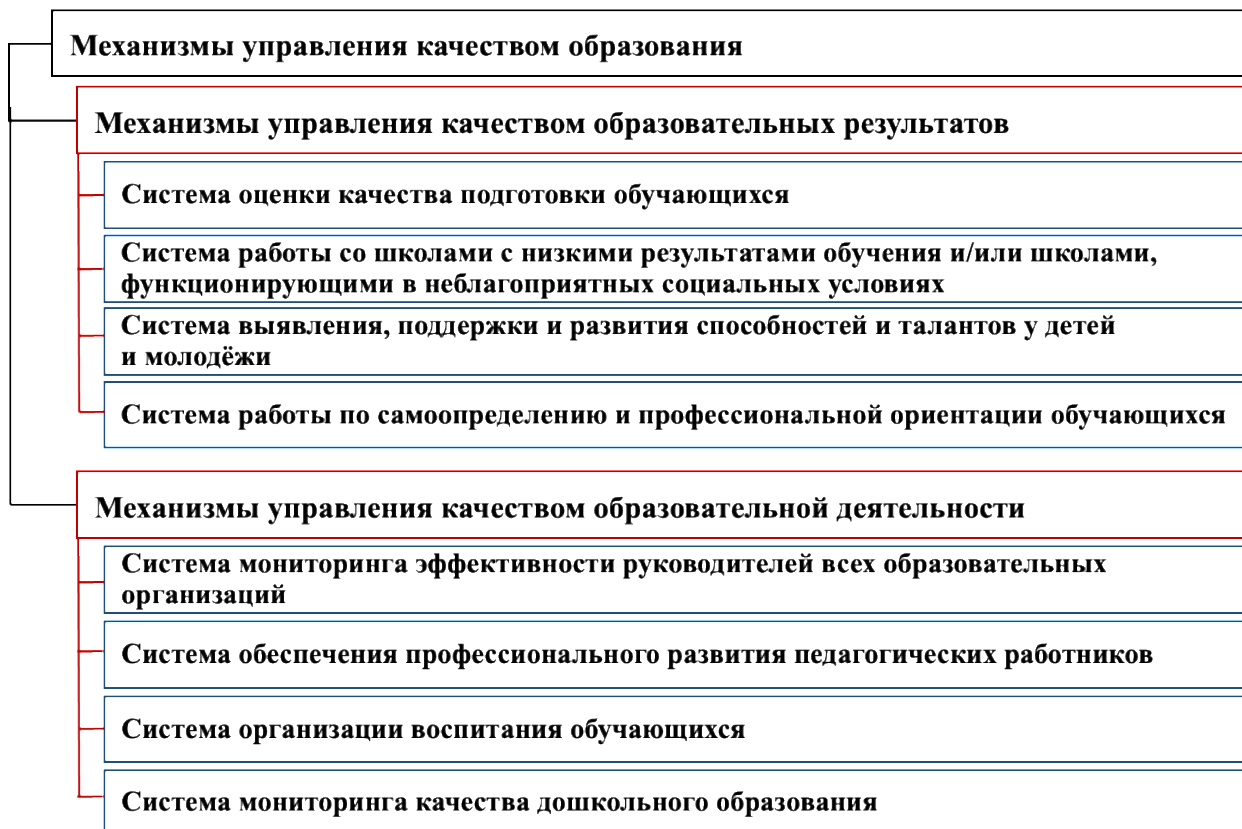 Механизмы управления качеством образования
Механизмы управления качеством образовательных результатов
Система оценки качества подготовки обучающихся
Система работы со школами с низкими результатами обучения и/или школами,
функционирующими в неблагоприятных социальных условиях
Система выявления, поддержки и развития способностей и талантов у детей
и молодёжи
Система работы по самоопределению и профессиональной ориентации обучающихся
Механизмы управления качеством образовательной деятельности
Система мониторинга эффективности руководителей всех образовательных
организаций
Система обеспечения профессионального развития педагогических работников
Система организации воспитания обучающихся
Система мониторинга качества дошкольного образования